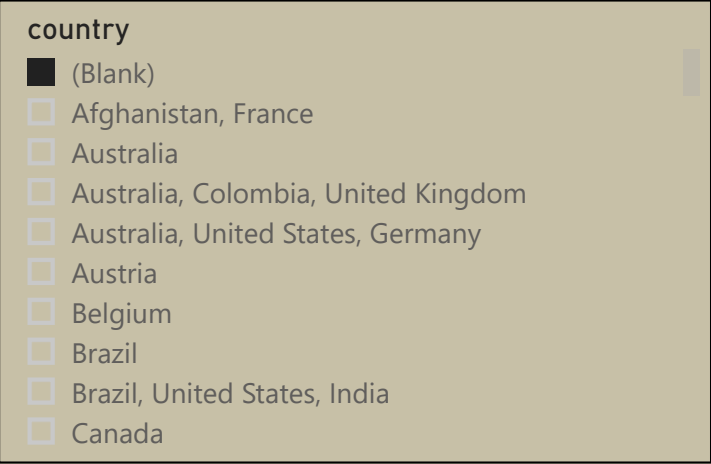 country
(Blank)
Afghanistan, France
Australia
Australia, Colombia, United Kingdom
Australia, United States, Germany
Austria
Belgium
Brazil
Brazil, United States, India
Canada